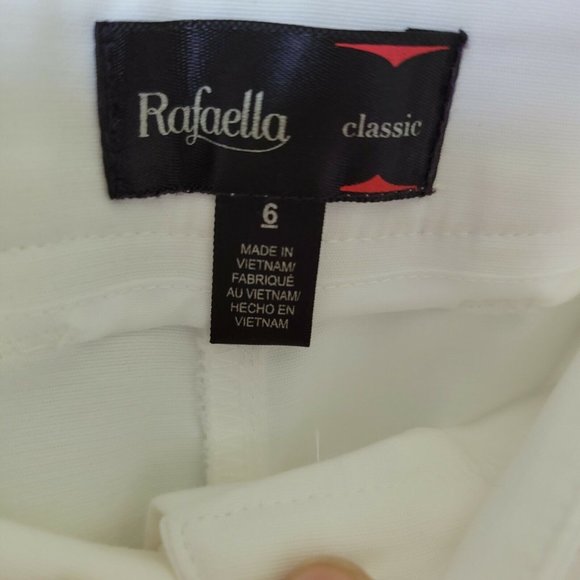 Rafaella classic
6
MADE IN
VIETNAM/
FABRIQUÉ
AU VIETNAM/
HECHO EN
VIETNAM